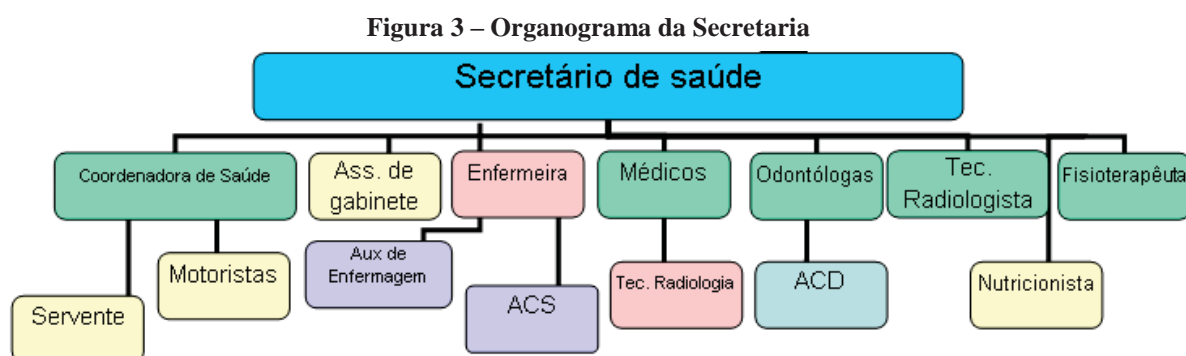 Figura 3 – Organograma da Secretaria
Secretário de saúde
Coordenadora de Saúde
Ass. de
gabinete
Enfermeira
Médicos
Odontólogas
Tec.
Radiologista
Fisioterapêuta
Servente
Motoristas
Aux de
Enfermagem
ACS
Tec. Radiologia
ACD
Nutricionista